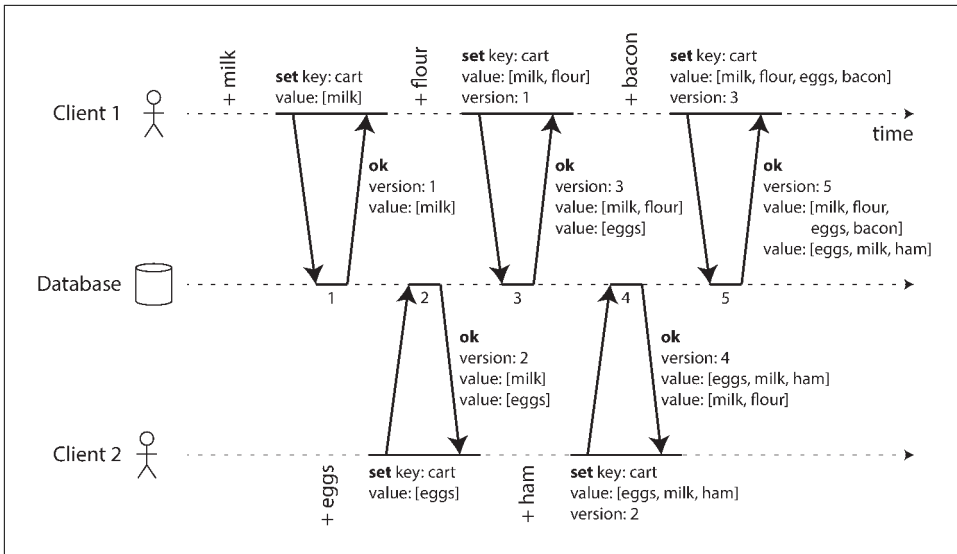 + milk
set key: cart
value: [milk]
+ flour
set key: cart
value: [milk, flour]
version: 1
+ bacon
set key: cart
value: [milk, flour, eggs, bacon]
version: 3
Client 1
time
ok
version: 1
value: [milk]
ok
version: 3
value: [milk, flour]
value: [eggs]
ok
version: 5
value: [milk, flour,
eggs, bacon]
value: [eggs, milk, ham]
Database
1
2
3
4
5
ok
version: 2
value: [milk]
value: [eggs]
ok
version: 4
value: [eggs, milk, ham]
value: [milk, flour]
Client 2
+ eggs
set key: cart
value: [eggs]
+ ham
set key: cart
value: [eggs, milk, ham]
version: 2